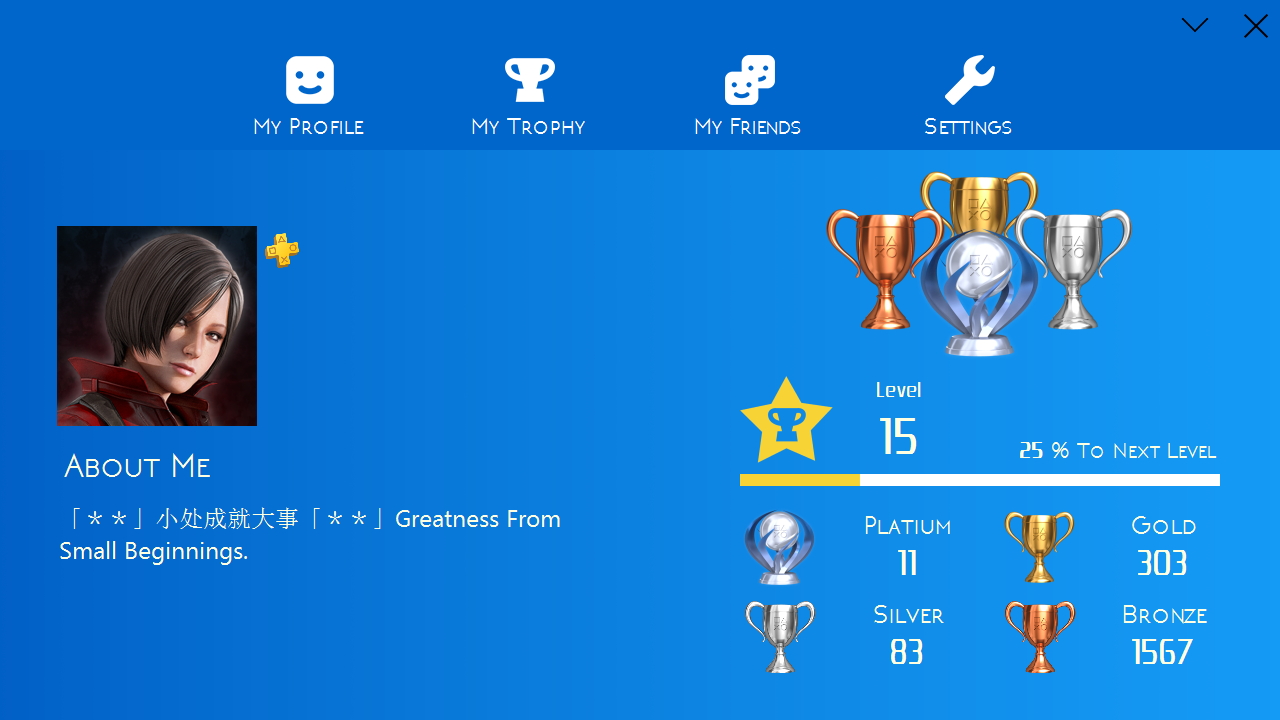 My Profile
My Trophy
My Friends
Settings
About Me
「＊＊」小处成就大事「＊＊」Greatness From
Small Beginnings.
Level
15
25 % To Next Level
Platium
11
Gold
303
Silver
83
Bronze
1567